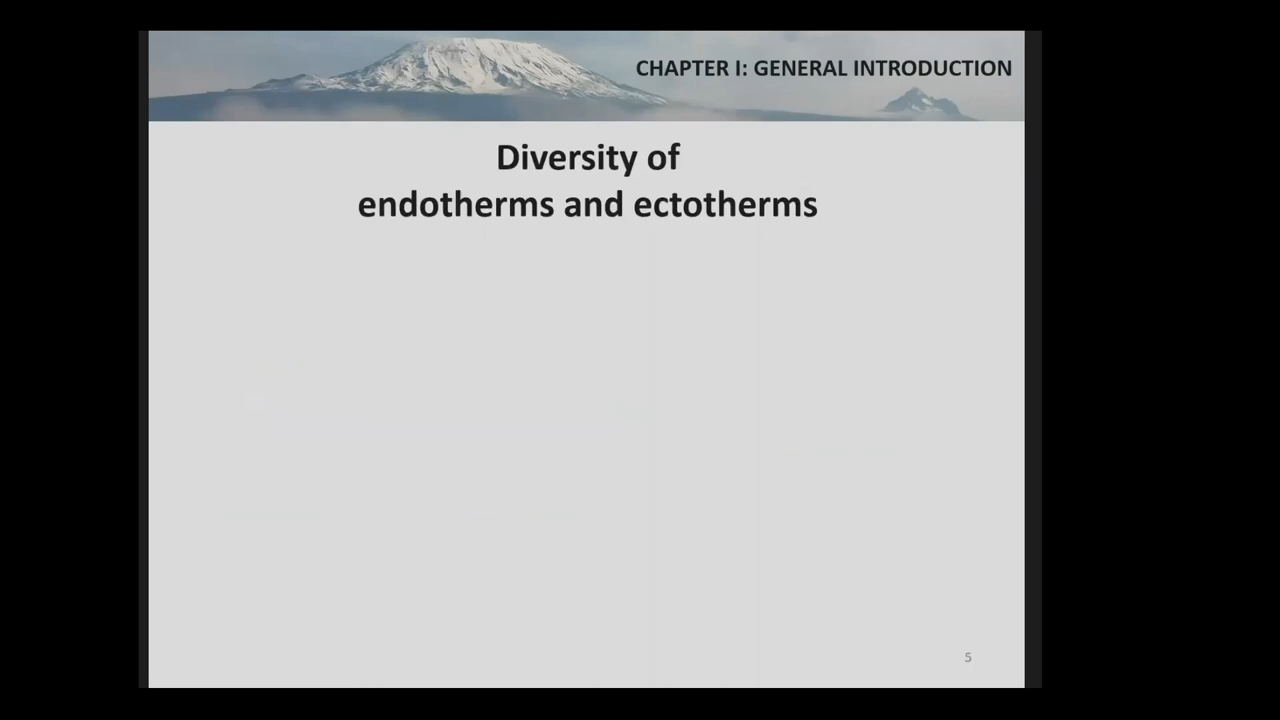 CHAPTER I: GENERAL INTRODUCTION
Diversity of
endotherms and ectotherms
5